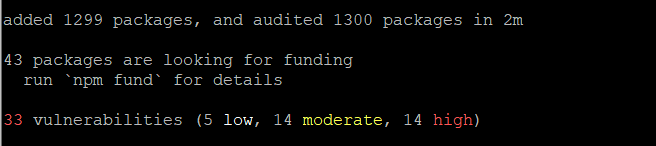 added 1299 packages, and audited 1300 packages in 2m
43 packages are looking for funding
run `npm fund` for details
33 vulnerabilities (5 low, 14 moderate, 14 high)